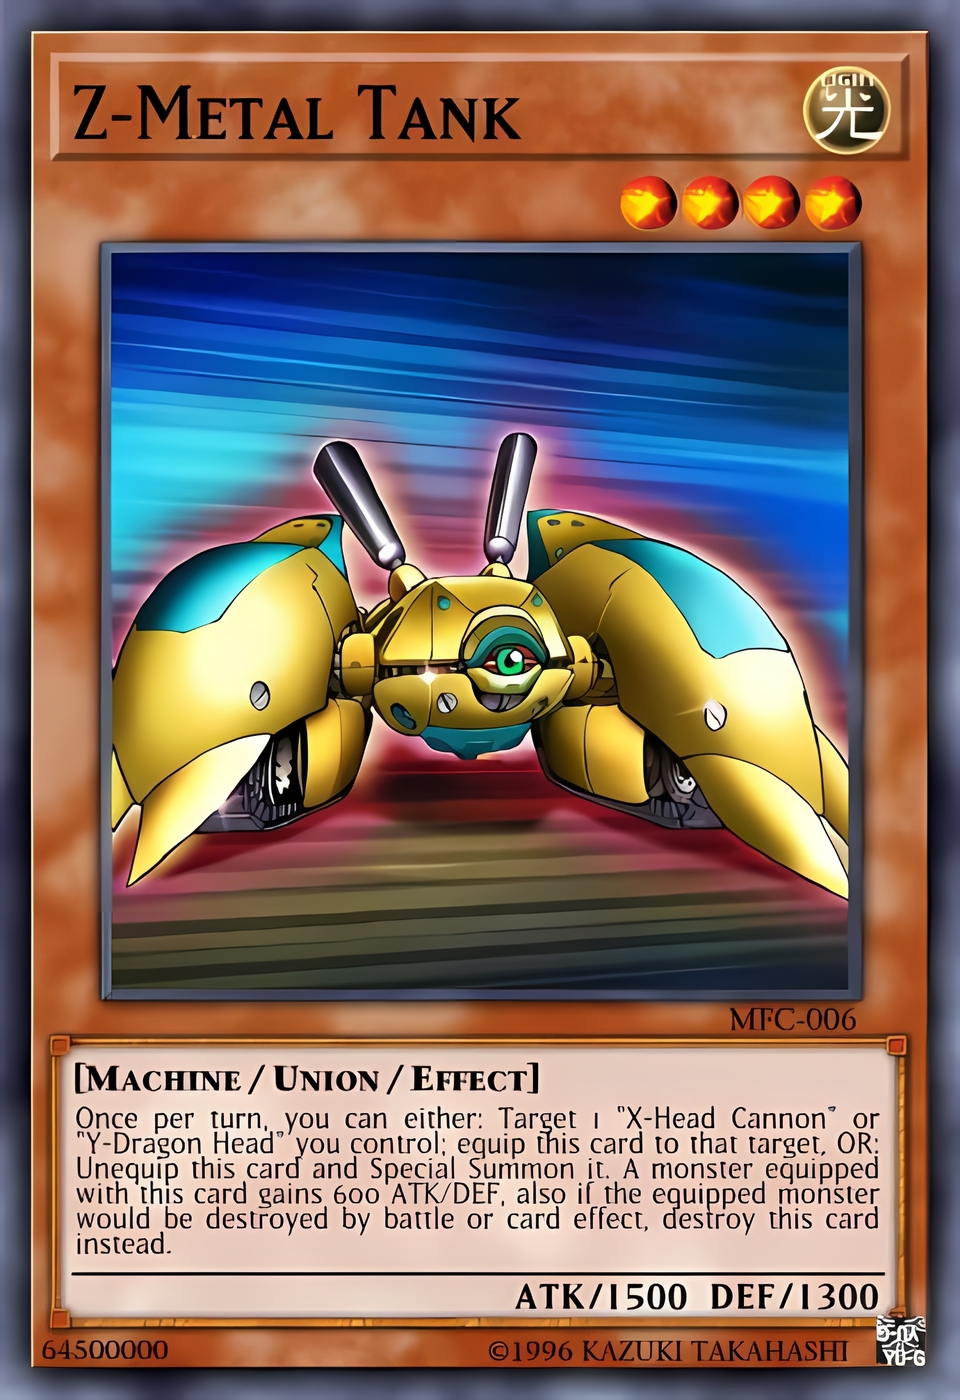 Z-Metal Tank
光
MFC-006
[Machine / Union / Effect]
Once per turn, you can either: Target 1 "X-Head Cannon" or
"Y-Dragon Head" you control; equip this card to that target, OR:
Unequip this card and Special Summon it. A monster equipped
with this card gains 600 ATK/DEF, also if the equipped monster
would be destroyed by battle or card effect, destroy this card
instead.
ATK/1500 DEF/1300
64500000
©1996 KAZUKI TAKAHASHI